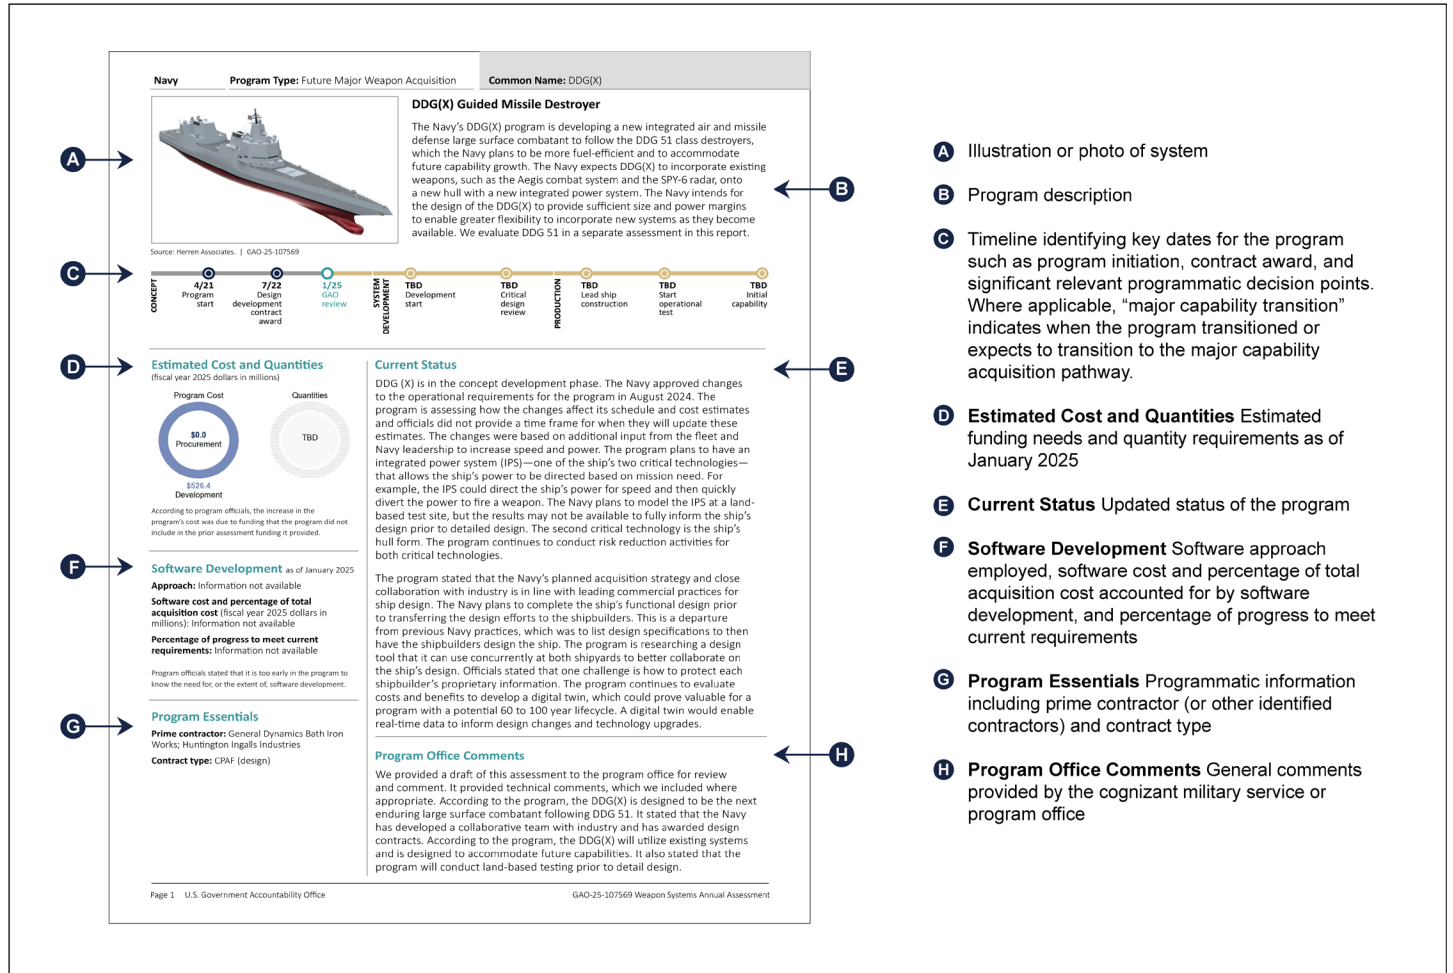 Navy
Program Type: Future Major Weapon Acquisition
Common Name: DDG(X)
DDG(X) Guided Missile Destroyer
The Navy's DDG(X) program is developing a new integrated air and missile
defense large surface combatant to follow the DDG 51 class destroyers,
which the Navy plans to be more fuel-efficient and to accommodate
future capability growth. The Navy expects DDG(X) to incorporate existing
weapons, such as the Aegis combat system and the SPY-6 radar, onto
a new hull with a new integrated power system. The Navy intends for
the design of the DDG(X) to provide sufficient size and power margins
to enable greater flexibility to incorporate new systems as they become
available. We evaluate DDG 51 in a separate assessment in this report.
A
B
Source: Herren Associates. | GAO-25-107569
C
CONCEPT
4/21
Program
start
7/22
Design
development
contract
award
1/25
GAO
review
SYSTEM
DEVELOPMENT
TBD
Development
start
TBD
Critical
design
review
PRODUCTION
TBD
Lead ship
construction
TBD
Start
operational
test
TBD
Initial
capability
D
Estimated Cost and Quantities
(fiscal year 2025 dollars in millions)
Program Cost
Quantities
$0.0
Procurement
TBD
$526.4
Development
According to program officials, the increase in the
program's cost was due to funding that the program did not
include in the prior assessment funding it provided.
F
Software Development as of January 2025
Approach: Information not available
Software cost and percentage of total
acquisition cost (fiscal year 2025 dollars in
millions): Information not available
Percentage of progress to meet current
requirements: Information not available
Program officials stated that it is too early in the program to
know the need for, or the extent of, software development.
G
Program Essentials
Prime contractor: General Dynamics Bath Iron
Works; Huntington Ingalls Industries
Contract type: CPAF (design)
E
Current Status
DDG (X) is in the concept development phase. The Navy approved changes
to the operational requirements for the program in August 2024. The
program is assessing how the changes affect its schedule and cost estimates
and officials did not provide a time frame for when they will update these
estimates. The changes were based on additional input from the fleet and
Navy leadership to increase speed and power. The program plans to have an
integrated power system (IPS)—one of the ship's two critical technologies—
that allows the ship's power to be directed based on mission need. For
example, the IPS could direct the ship's power for speed and then quickly
divert the power to fire a weapon. The Navy plans to model the IPS at a land-
based test site, but the results may not be available to fully inform the ship's
design prior to detailed design. The second critical technology is the ship's
hull form. The program continues to conduct risk reduction activities for
both critical technologies.
The program stated that the Navy's planned acquisition strategy and close
collaboration with industry is in line with leading commercial practices for
ship design. The Navy plans to complete the ship's functional design prior
to transferring the design efforts to the shipbuilders. This is a departure
from previous Navy practices, which was to list design specifications to then
have the shipbuilders design the ship. The program is researching a design
tool that it can use concurrently at both shipyards to better collaborate on
the ship's design. Officials stated that one challenge is how to protect each
shipbuilder's proprietary information. The program continues to evaluate
costs and benefits to develop a digital twin, which could prove valuable for a
program with a potential 60 to 100 year lifecycle. A digital twin would enable
real-time data to inform design changes and technology upgrades.
H
Program Office Comments
We provided a draft of this assessment to the program office for review
and comment. It provided technical comments, which we included where
appropriate. According to the program, the DDG(X) is designed to be the next
enduring large surface combatant following DDG 51. It stated that the Navy
has developed a collaborative team with industry and has awarded design
contracts. According to the program, the DDG(X) will utilize existing systems
and is designed to accommodate future capabilities. It also stated that the
program will conduct land-based testing prior to detail design.
Page 1 U.S. Government Accountability Office
GAO-25-107569 Weapon Systems Annual Assessment
A Illustration or photo of system
B Program description
C Timeline identifying key dates for the program
such as program initiation, contract award, and
significant relevant programmatic decision points.
Where applicable, “major capability transition”
indicates when the program transitioned or
expects to transition to the major capability
acquisition pathway.
D Estimated Cost and Quantities Estimated
funding needs and quantity requirements as of
January 2025
E Current Status Updated status of the program
F Software Development Software approach
employed, software cost and percentage of total
acquisition cost accounted for by software
development, and percentage of progress to meet
current requirements
G Program Essentials Programmatic information
including prime contractor (or other identified
contractors) and contract type
H Program Office Comments General comments
provided by the cognizant military service or
program office